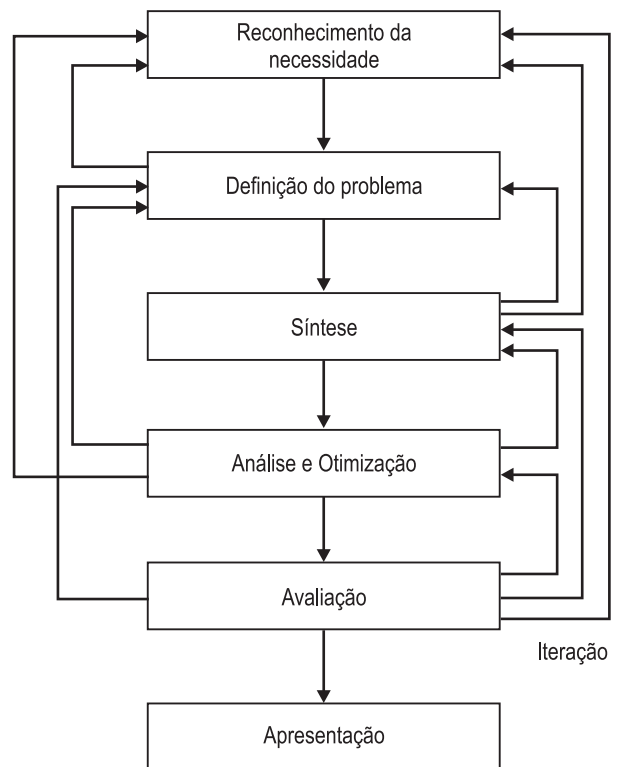 Reconhecimento da
necessidade
Definição do problema
Síntese
Análise e Otimização
Avaliação
Iteração
Apresentação